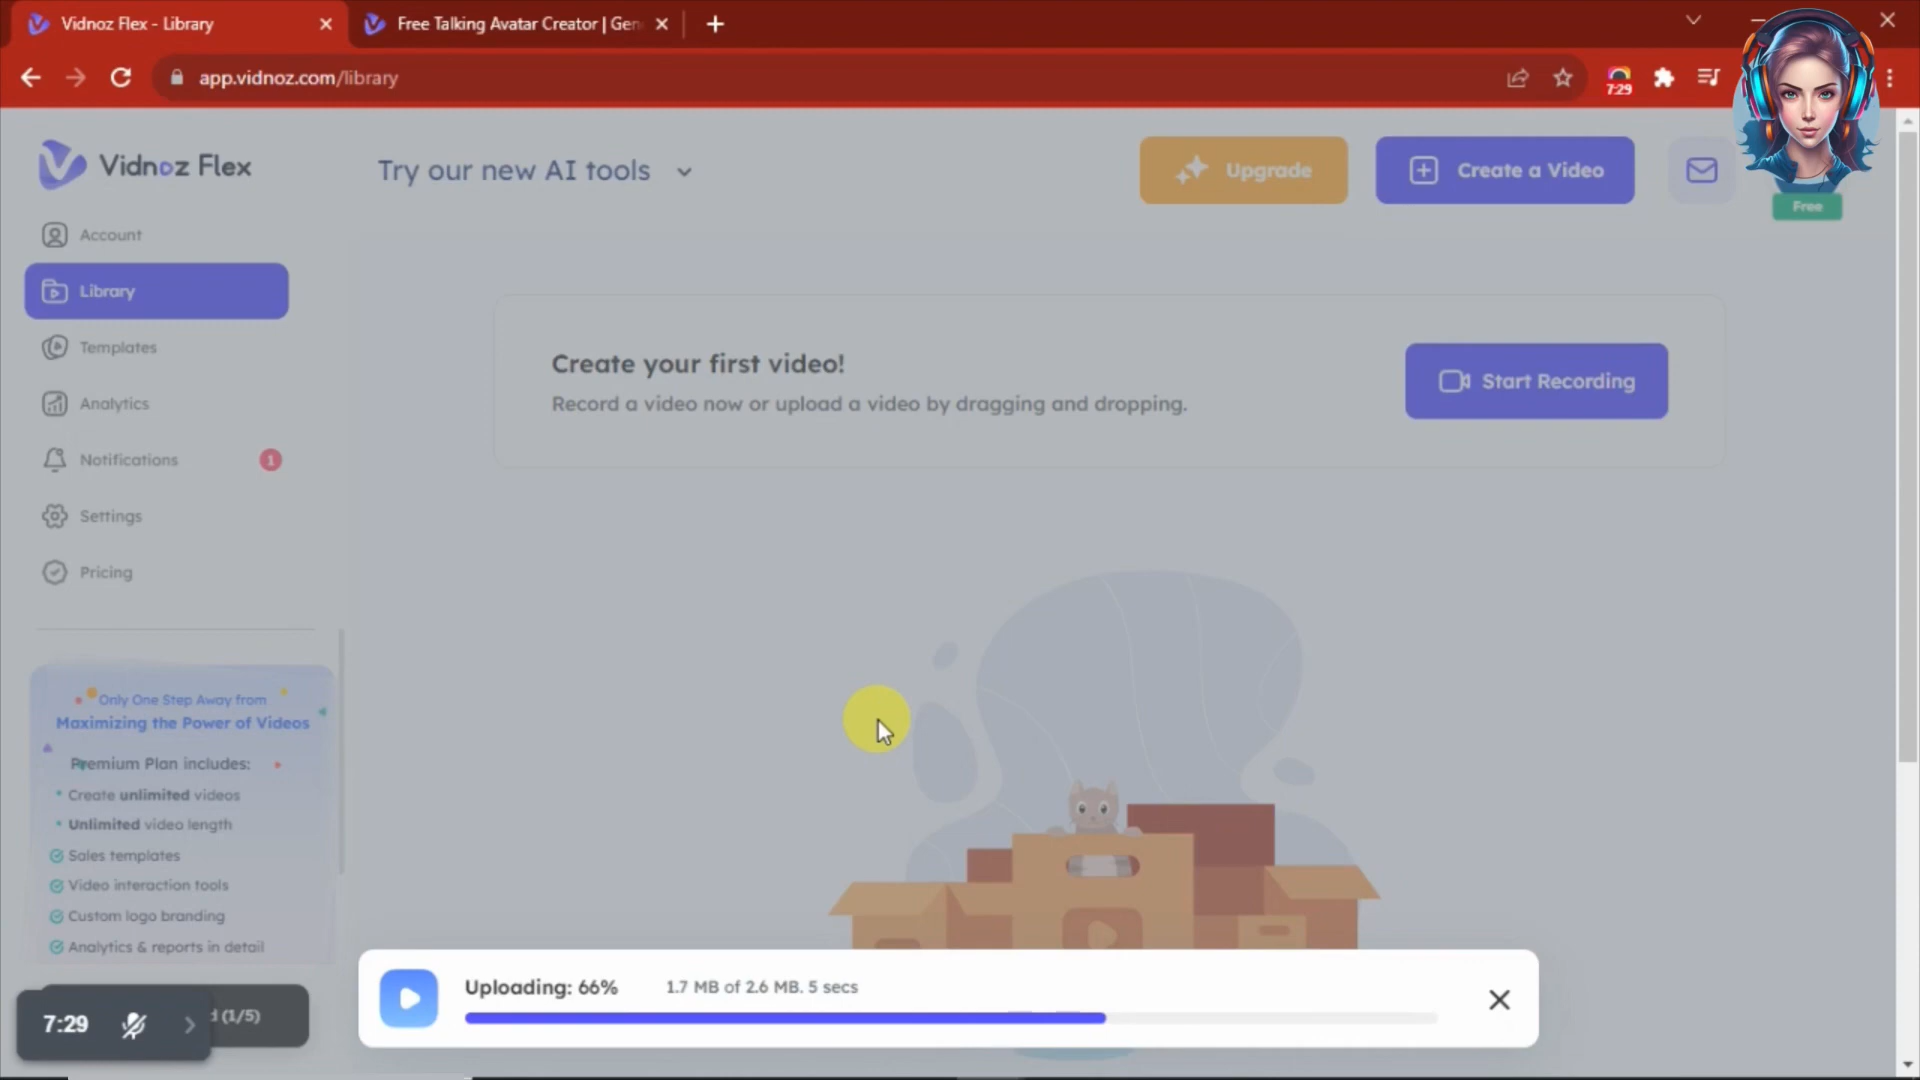 Vidnoz Flex - Library
Free Talking Avatar Creator | Gen
app.vidnoz.com/library
7:29
Vidnoz Flex
Try our new AI tools
Upgrade
Create a Video
Free
Account
Library
Templates
Analytics
Notifications
1
Settings
Pricing
Create your first video!
Record a video now or upload a video by dragging and dropping.
Start Recording
Only One Step Away from
Maximizing the Power of Videos
Premium Plan includes:
Create unlimited videos
Unlimited video length
Sales templates
Video interaction tools
Custom logo branding
Analytics & reports in detail
7:29
d (1/5)
Uploading: 66%
1.7 MB of 2.6 MB. 5 secs